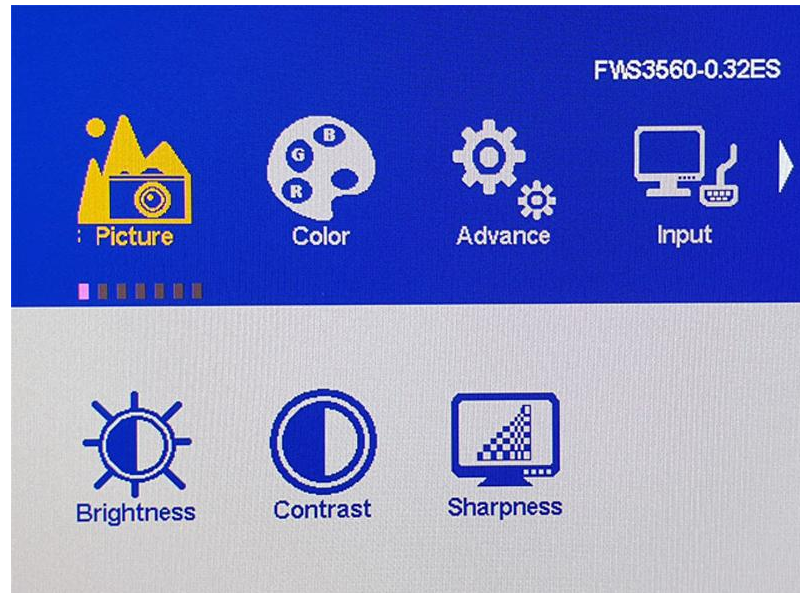 FWS3560-0.32ES
B
G
R
: Picture
Color
Advance
Input
Brightness
Contrast
Sharpness